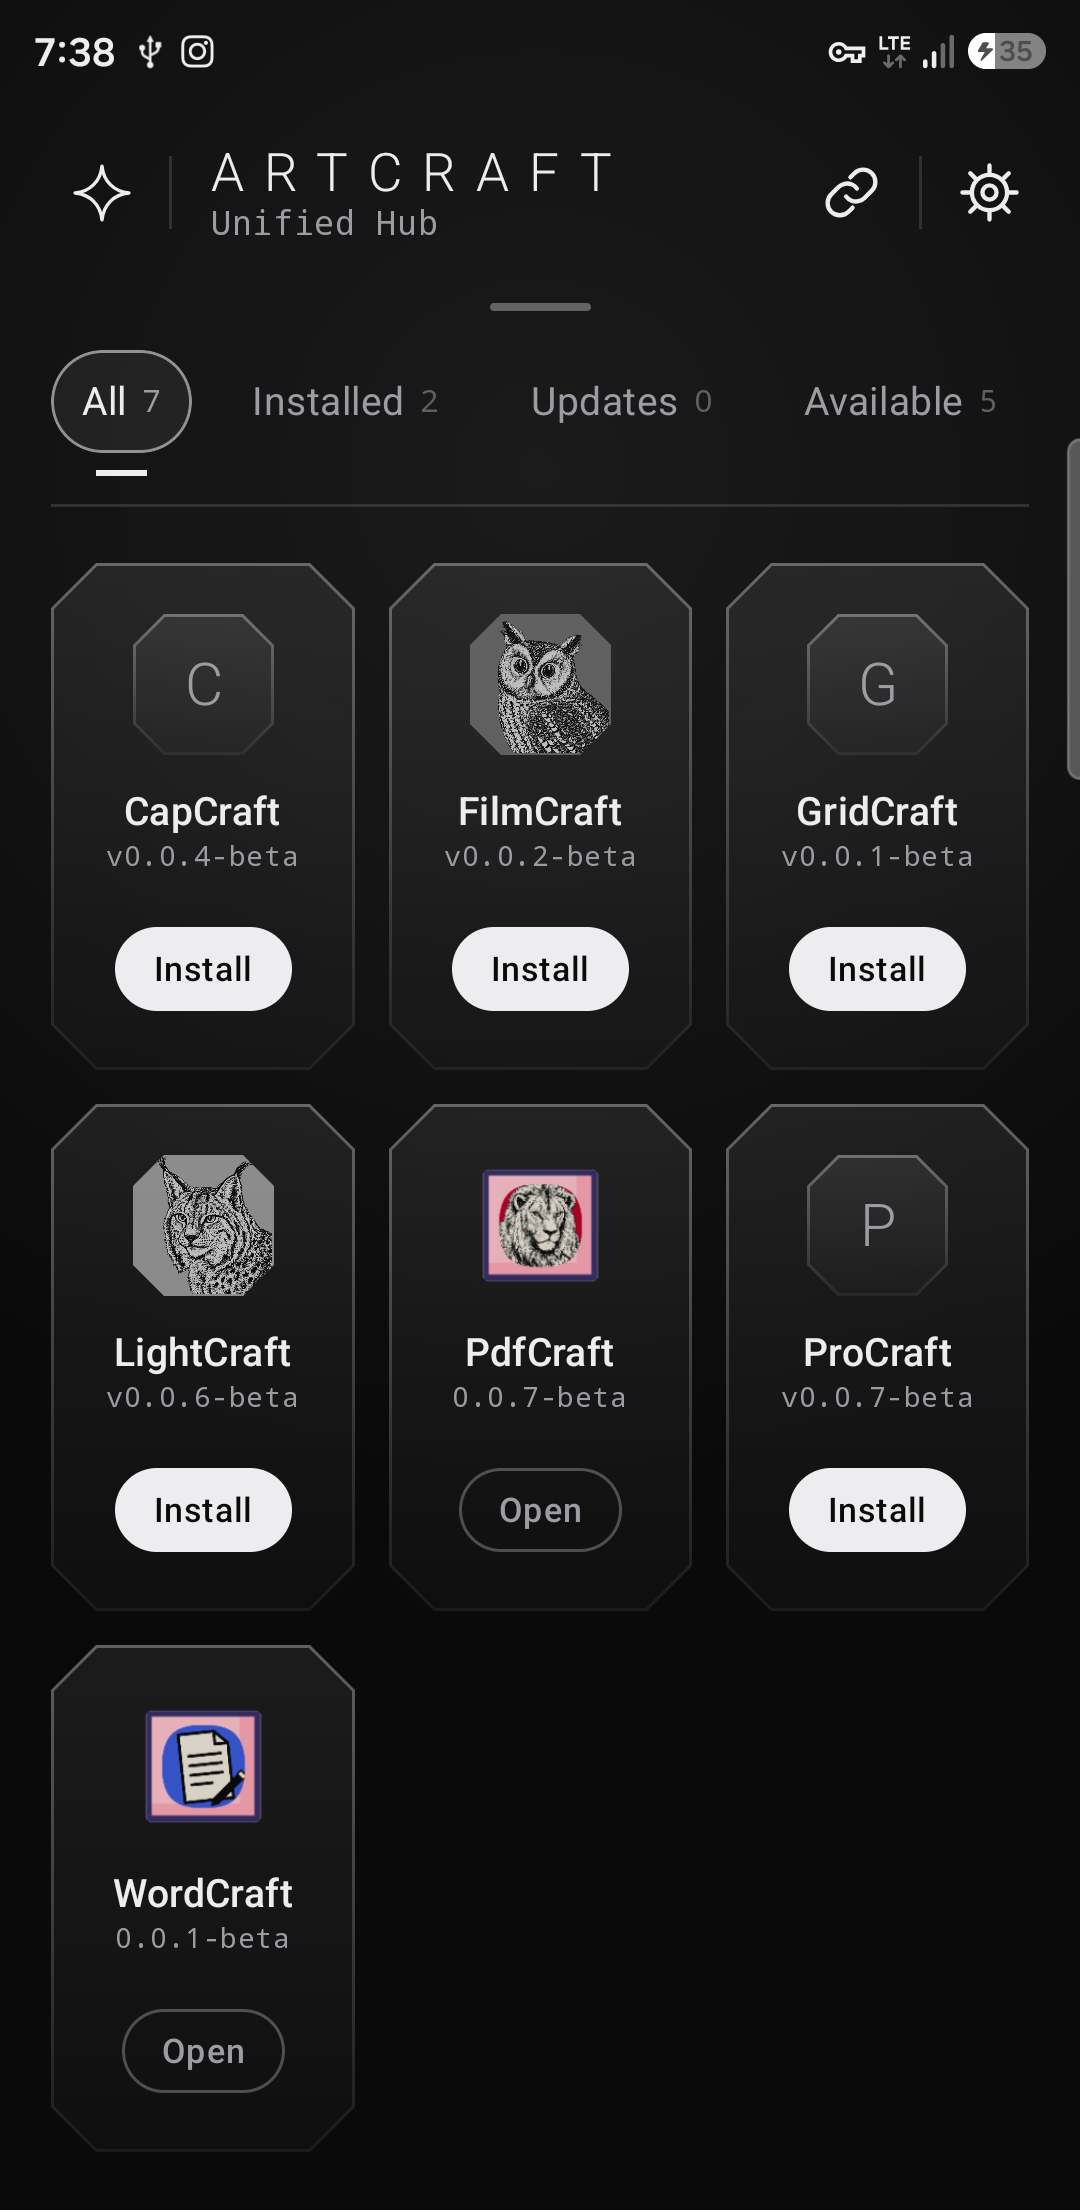 7:38 LTE 35
ARTCRAFT
Unified Hub
All 7 Installed 2 Updates 0 Available 5
C G
CapCraft FilmCraft GridCraft
v0.0.4-beta v0.0.2-beta v0.0.1-beta
Install Install Install
P
LightCraft PdfCraft ProCraft
v0.0.6-beta 0.0.7-beta v0.0.7-beta
Install Open Install
WordCraft
0.0.1-beta
Open